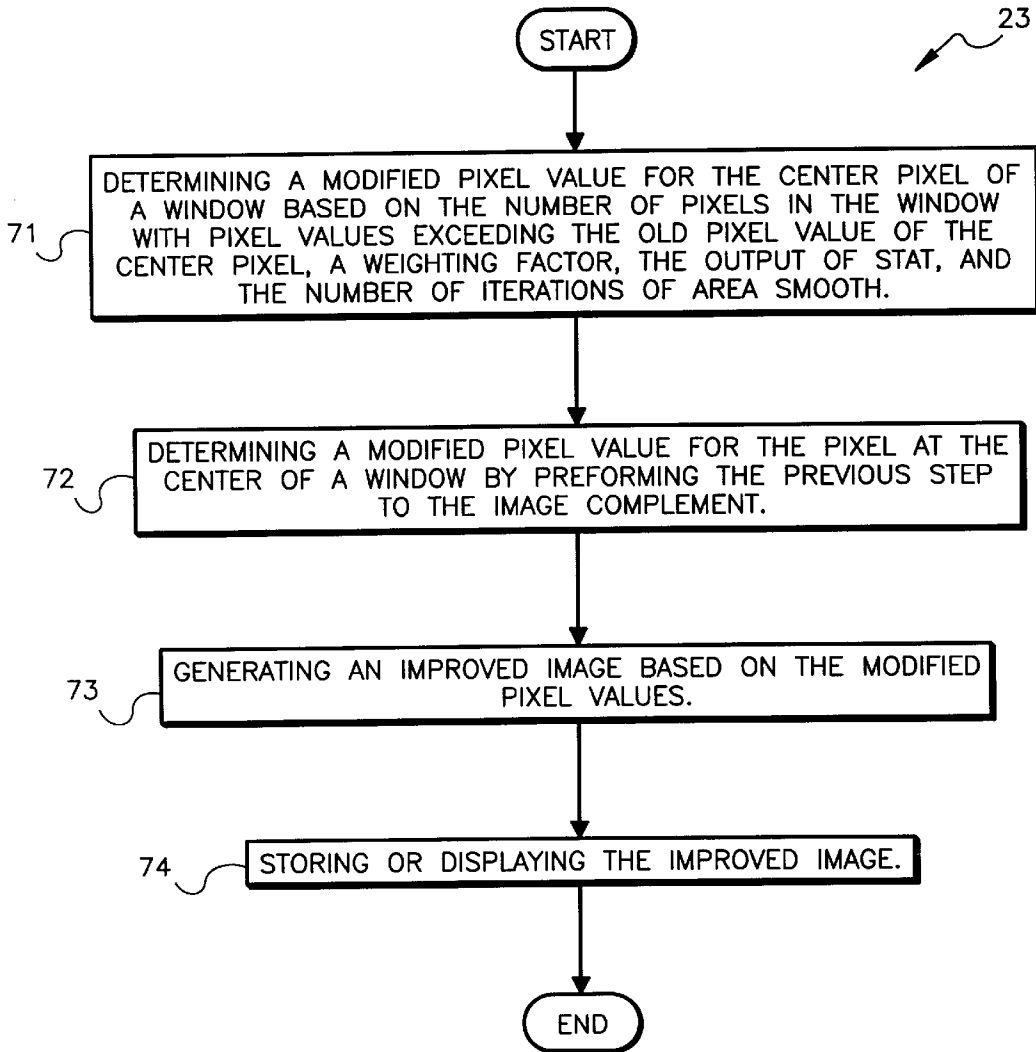 START
23
71
DETERMINING A MODIFIED PIXEL VALUE FOR THE CENTER PIXEL OF
A WINDOW BASED ON THE NUMBER OF PIXELS IN THE WINDOW
WITH PIXEL VALUES EXCEEDING THE OLD PIXEL VALUE OF THE
CENTER PIXEL, A WEIGHTING FACTOR, THE OUTPUT OF STAT, AND
THE NUMBER OF ITERATIONS OF AREA SMOOTH.
72
DETERMINING A MODIFIED PIXEL VALUE FOR THE PIXEL AT THE
CENTER OF A WINDOW BY PREFORMING THE PREVIOUS STEP
TO THE IMAGE COMPLEMENT.
73
GENERATING AN IMPROVED IMAGE BASED ON THE MODIFIED
PIXEL VALUES.
74
STORING OR DISPLAYING THE IMPROVED IMAGE.
END